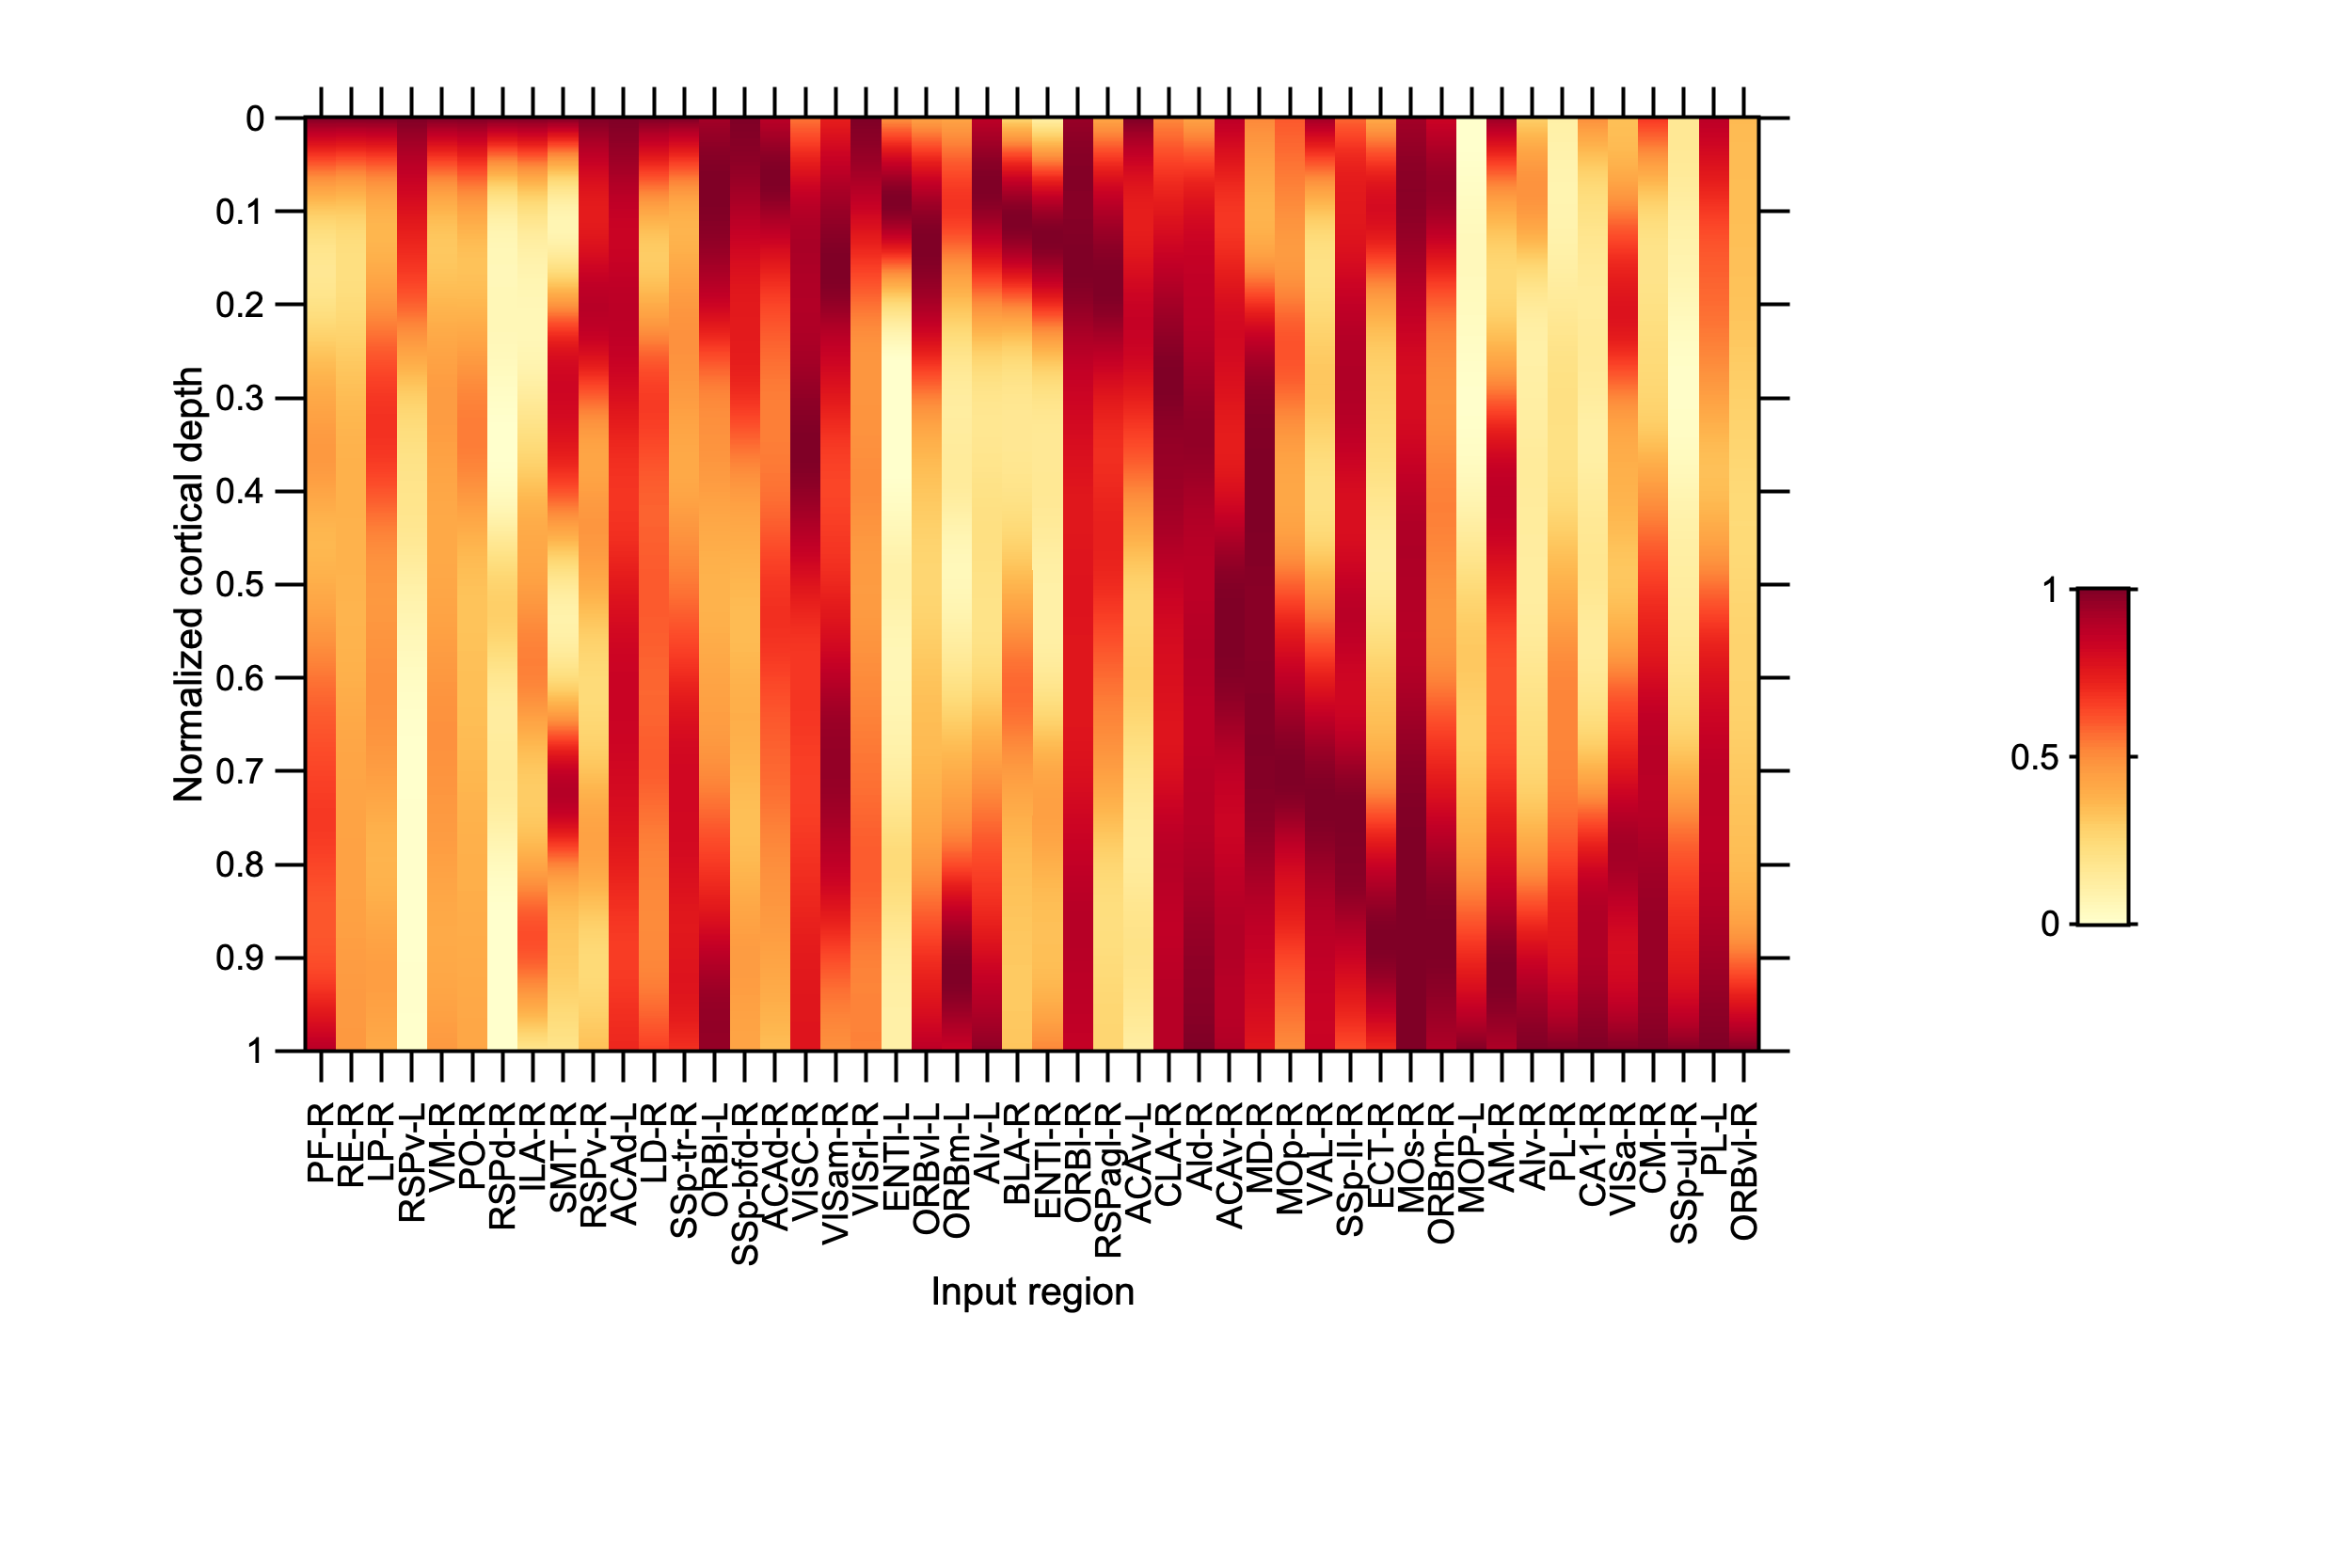 0
0.1
0.2
0.3
0.4
0.5
0.6
0.7
0.8
0.9
1
Normalized cortical depth
PF-R
RE-R
LP-R
RSPv-L
VM-R
PO-R
RSPd-R
ILA-R
SMT-R
RSPv-R
ACAd-L
LD-R
SSp-tr-R
ORBl-L
SSp-bfd-R
ACAd-R
VISC-R
VISam-R
VISrl-R
ENTl-L
ORBvl-L
ORBm-L
AIv-L
BLA-R
ENTl-R
ORBl-R
RSPagl-R
ACAv-L
CLA-R
AId-R
ACAv-R
MD-R
MOp-R
VAL-R
SSp-ll-R
ECT-R
MOs-R
ORBm-R
MOP-L
AM-R
AIv-R
PL-R
CA1-R
VISa-R
CM-R
SSp-ul-R
PL-L
ORBvl-R
Input region
1
0.5
0